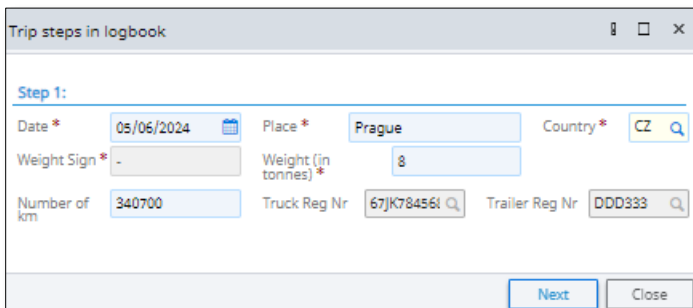 Trip steps in logbook
Step 1:
Date * 05/06/2024 Place * Prague Country * CZ
Weight Sign * - Weight (in tonnes) * 8
Number of km 340700 Truck Reg Nr Trailer Reg Nr DDD333
Next Close